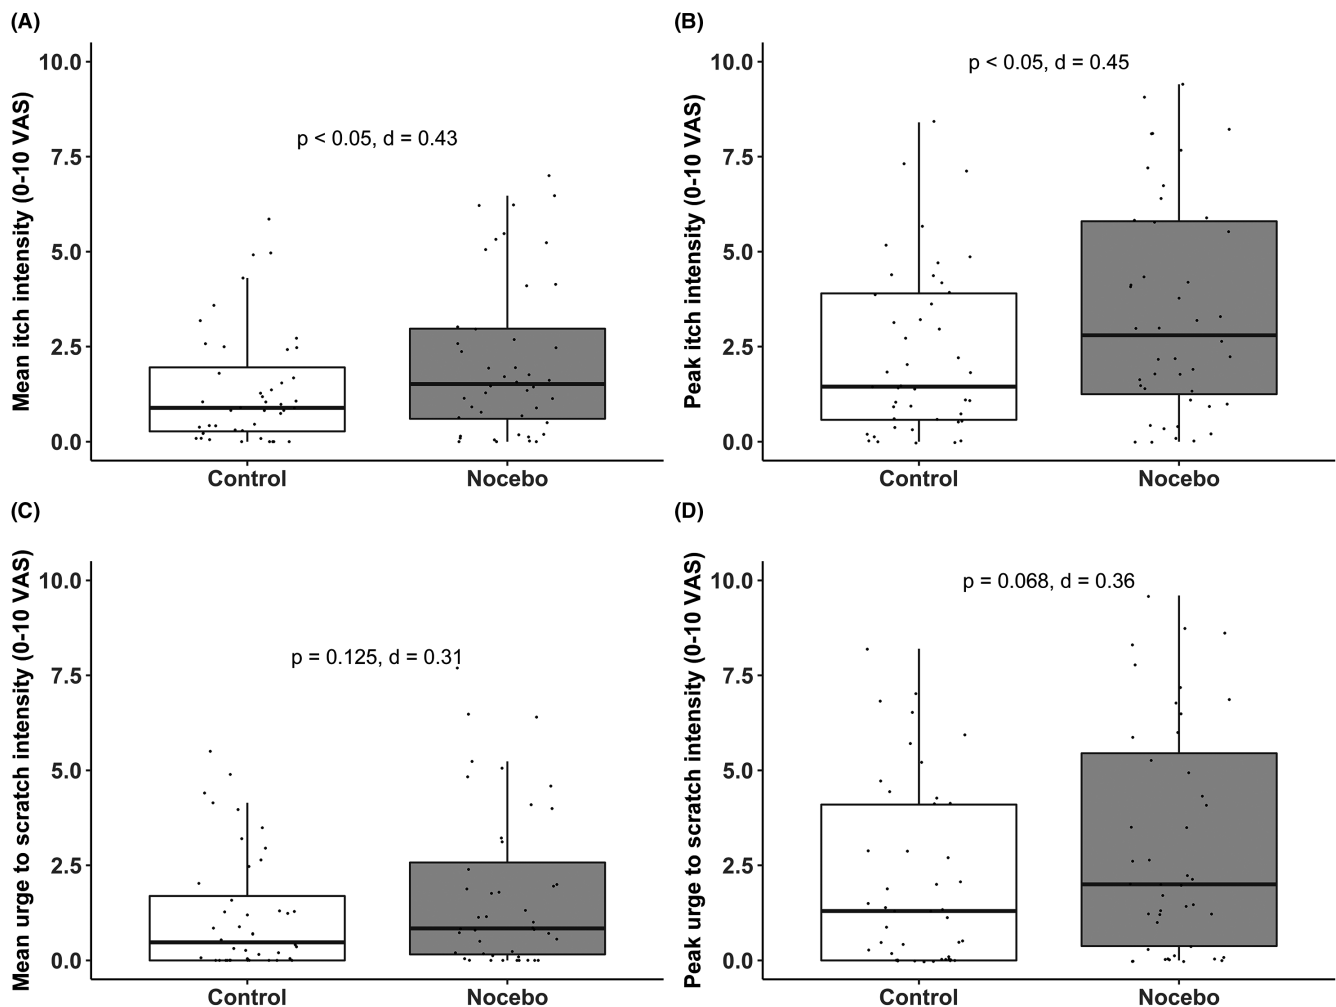 (A)
Mean itch intensity (0-10 VAS)
10.0
7.5
5.0
2.5
0.0
p < 0.05, d = 0.43
Control
Nocebo
(B)
Peak itch intensity (0-10 VAS)
10.0
7.5
5.0
2.5
0.0
p < 0.05, d = 0.45
Control
Nocebo
(C)
Mean urge to scratch intensity (0-10 VAS)
10.0
7.5
5.0
2.5
0.0
p = 0.125, d = 0.31
Control
Nocebo
(D)
Peak urge to scratch intensity (0-10 VAS)
10.0
7.5
5.0
2.5
0.0
p = 0.068, d = 0.36
Control
Nocebo